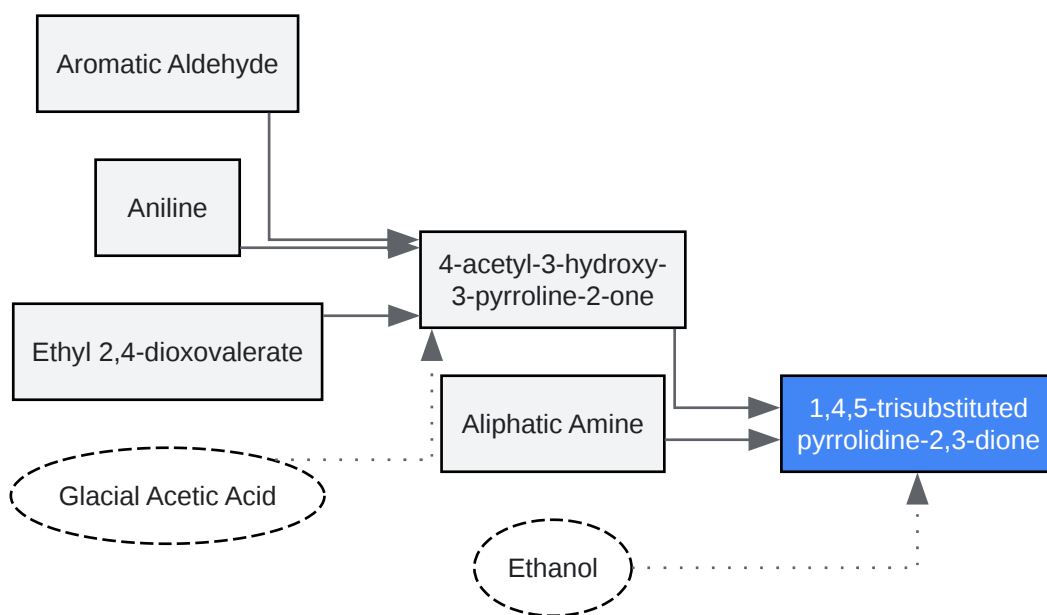 Aromatic Aldehyde
Aniline
4-acetyl-3-hydroxy-
3-pyrroline-2-one
Ethyl 2,4-dioxovalerate
Aliphatic Amine
1,4,5-trisubstituted
pyrrolidine-2,3-dione
Glacial Acetic Acid
Ethanol